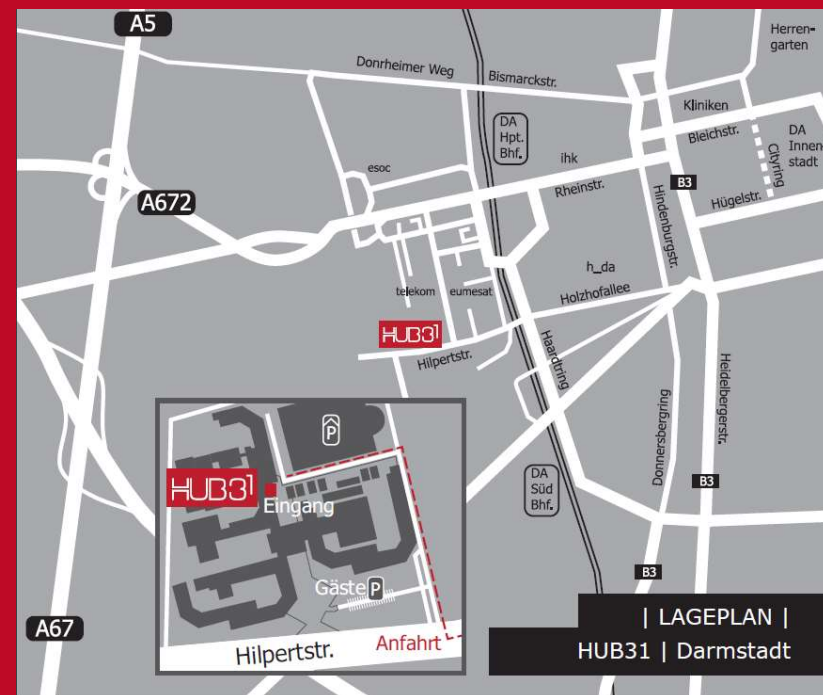 A5
Herren-
garten
Donrheimer Weg
Bismarckstr.
Kliniken
DA
Hpt.
Bhf.
Bleichstr.
DA
Innen-
stadt
ihk
esoc
Cityring
B3
Rheinstr.
A672
Hindenburgstr.
Hügelstr.
h_da
telekom
eumesat
Holzhofallee
HUB31
Hilpertstr.
Haardtring
Heidelbergerstr.
Donnersbergring
P
DA
Süd
Bhf.
B3
HUB31
Eingang
B3
Gäste P
A67
Anfahrt
Hilpertstr.
| LAGEPLAN |
HUB31 | Darmstadt